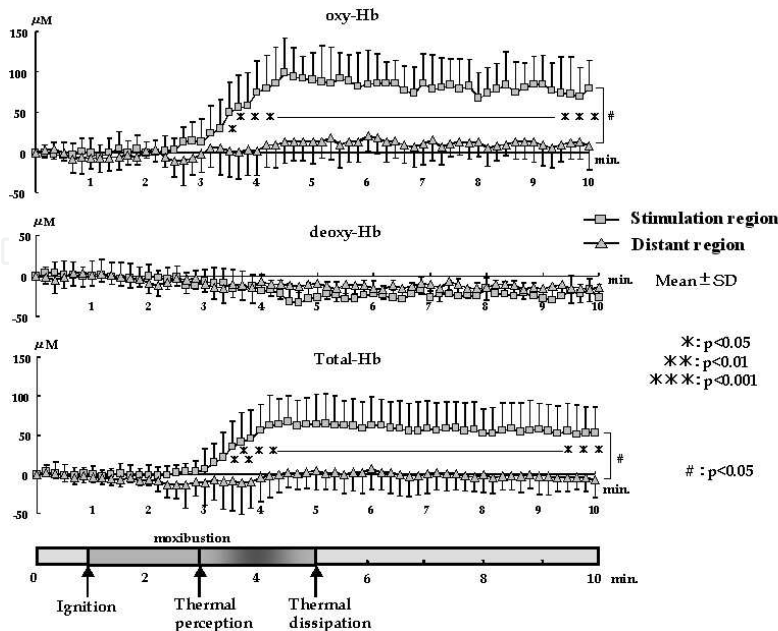 oxy-Hb
μM
150
100
50
0
-50
1 2 3 4 5 6 7 8 9 10
min.
* * * * * * *
#
deoxy-Hb
μM
50
0
-50
1 2 3 4 5 6 7 8 9 10
min.
Stimulation region
Distant region
Mean±SD
*: p<0.05
**: p<0.01
***: p<0.001
#: p<0.05
Total-Hb
μM
150
100
50
0
-50
1 2 3 4 5 6 7 8 9 10
min.
* * * * * * * *
#
moxibustion
0 2 4 6 10 min.
Ignition
Thermal perception
Thermal dissipation